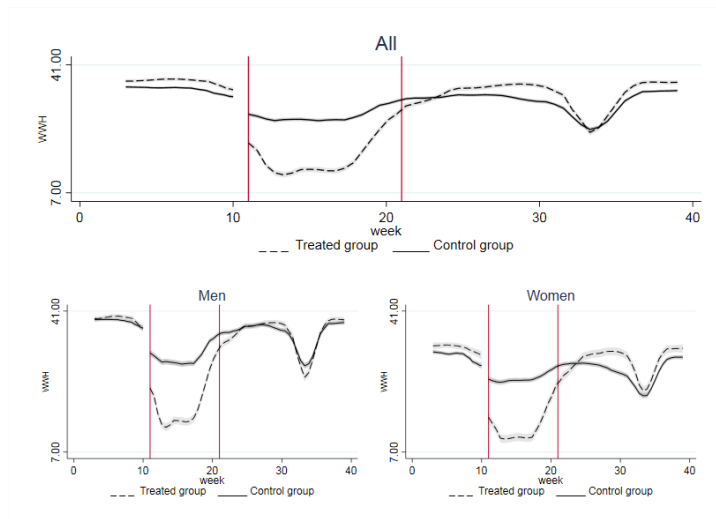 All
41.00
WWH
7.00
0 10 20 30 40
week
Treated group Control group
Men
41.00
WWH
7.00
0 10 20 30 40
week
Treated group Control group
Women
41.00
WWH
7.00
0 10 20 30 40
week
Treated group Control group